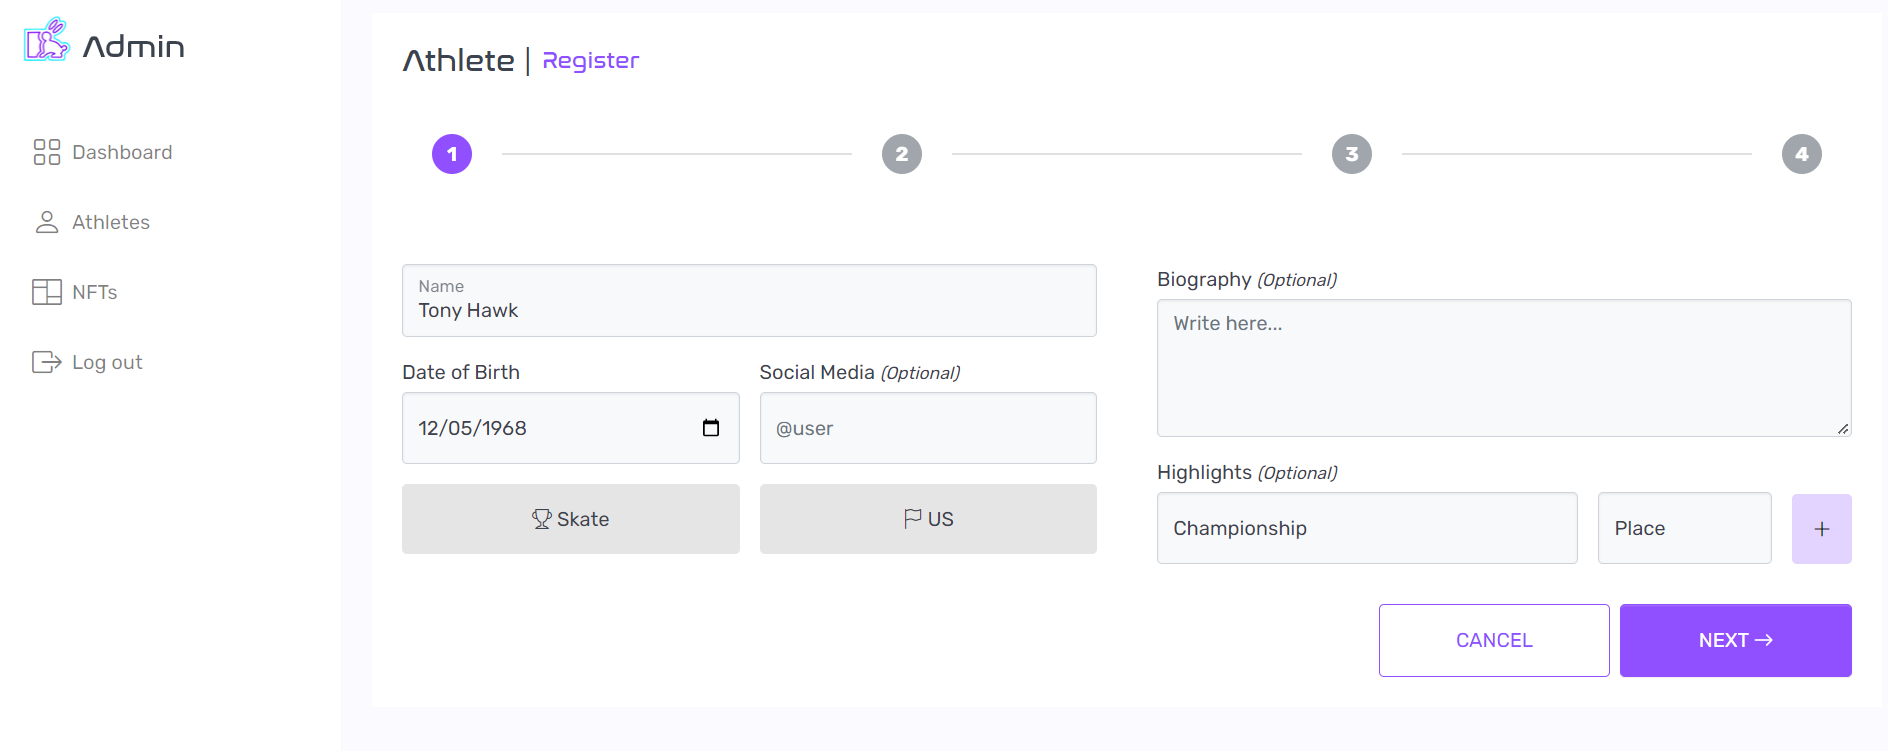 Admin
Dashboard
Athletes
NFTs
Log out
Athlete | Register
1
2
3
4
Name
Tony Hawk
Date of Birth
12/05/1968
Social Media (Optional)
@user
Skate
US
Biography (Optional)
Write here...
Highlights (Optional)
Championship
Place
+
CANCEL
NEXT →